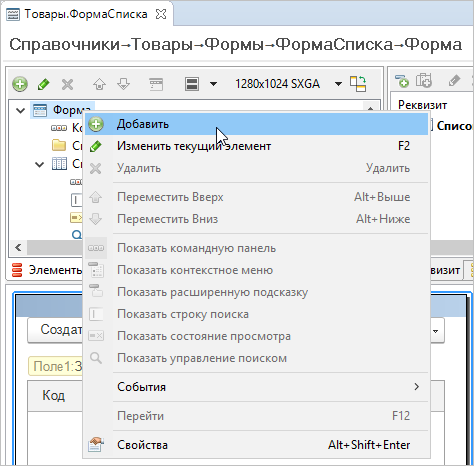 Товары.ФормаСписка
Справочники→Товары→Формы→ФормаСписка→Форма
1280x1024 SXGA
Реквизит
Форма
Добавить
Изменить текущий элемент F2
Удалить Удалить
Переместить Вверх Alt+Выше
Переместить Вниз Alt+Ниже
Показать командную панель
Показать контекстное меню
Показать расширенную подсказку
Показать строку поиска
Показать состояние просмотра
Показать управление поиском
События
Перейти F12
Свойства Alt+Shift+Enter
Ко
Сп
Сп
Списо
Элементы
квизит
Создат
Поле1:З
Код